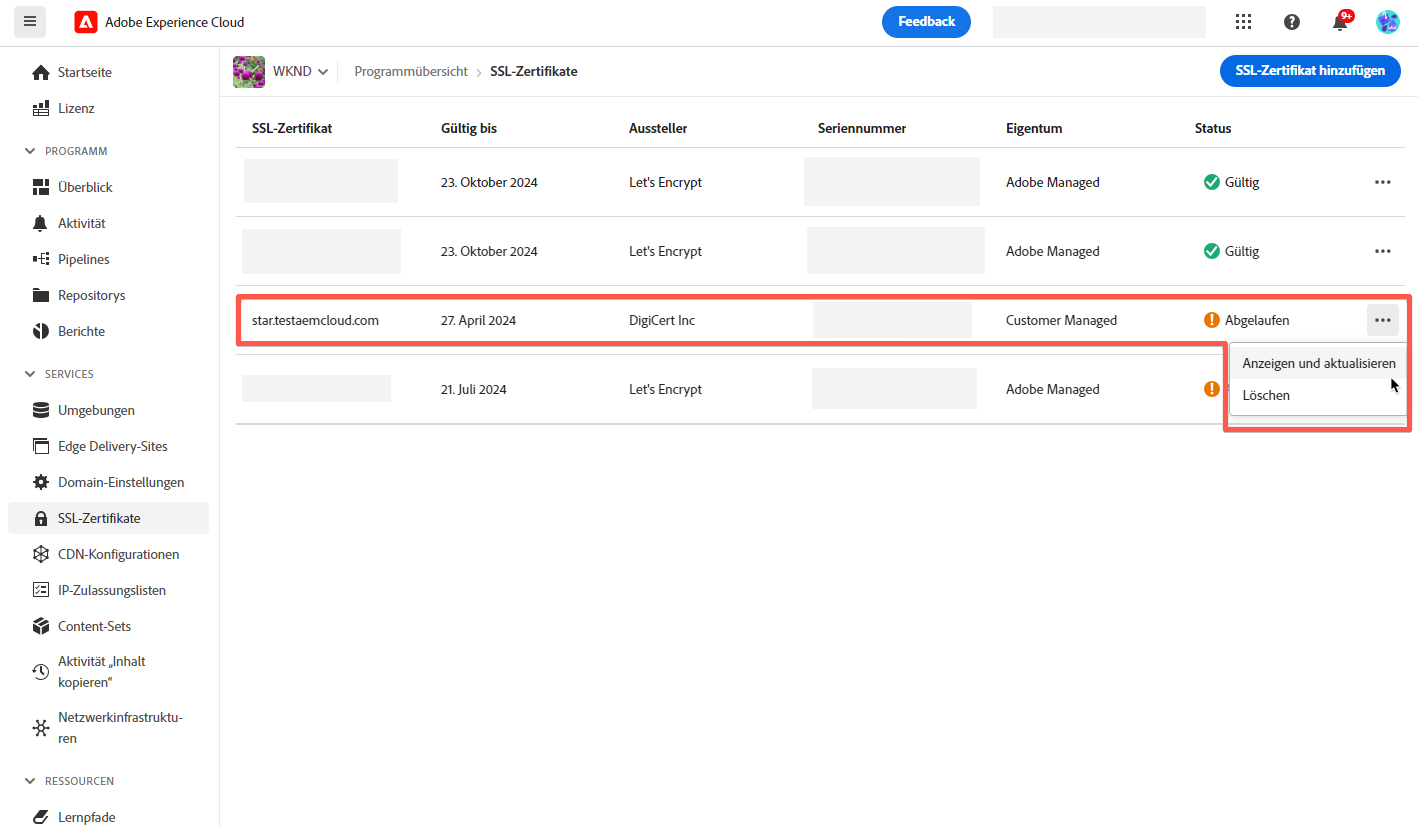 Adobe Experience Cloud
Feedback
9+
Startseite
Lizenz
PROGRAMM
Überblick
Aktivität
Pipelines
Repositorys
Berichte
SERVICES
Umgebungen
Edge Delivery-Sites
Domain-Einstellungen
SSL-Zertifikate
CDN-Konfigurationen
IP-Zulassungslisten
Content-Sets
Aktivität „Inhalt
kopieren“
Netzwerkinfrastruktu-
ren
RESSOURCEN
Lernpfade
WKND
Programmübersicht › SSL-Zertifikate
SSL-Zertifikat hinzufügen
SSL-Zertifikat Gültig bis Aussteller Seriennummer Eigentum Status
23. Oktober 2024 Let's Encrypt Adobe Managed Gültig
23. Oktober 2024 Let's Encrypt Adobe Managed Gültig
star.testaemcloud.com 27. April 2024 DigiCert Inc Customer Managed Abgelaufen
21. Juli 2024 Let's Encrypt Adobe Managed
Anzeigen und aktualisieren
Löschen